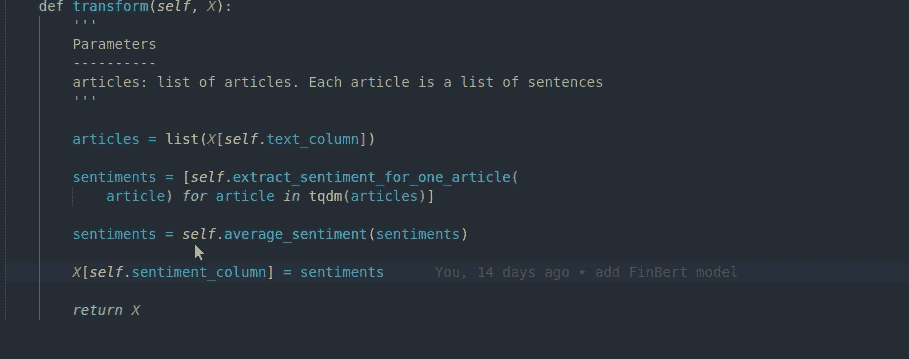 def transform(self, X):
'''
Parameters
----------
articles: list of articles. Each article is a list of sentences
'''
articles = list(X[self.text_column])
sentiments = [self.extract_sentiment_for_one_article(
article) for article in tqdm(articles)]
sentiments = self.average_sentiment(sentiments)
X[self.sentiment_column] = sentiments You, 14 days ago • add FinBert model
return X